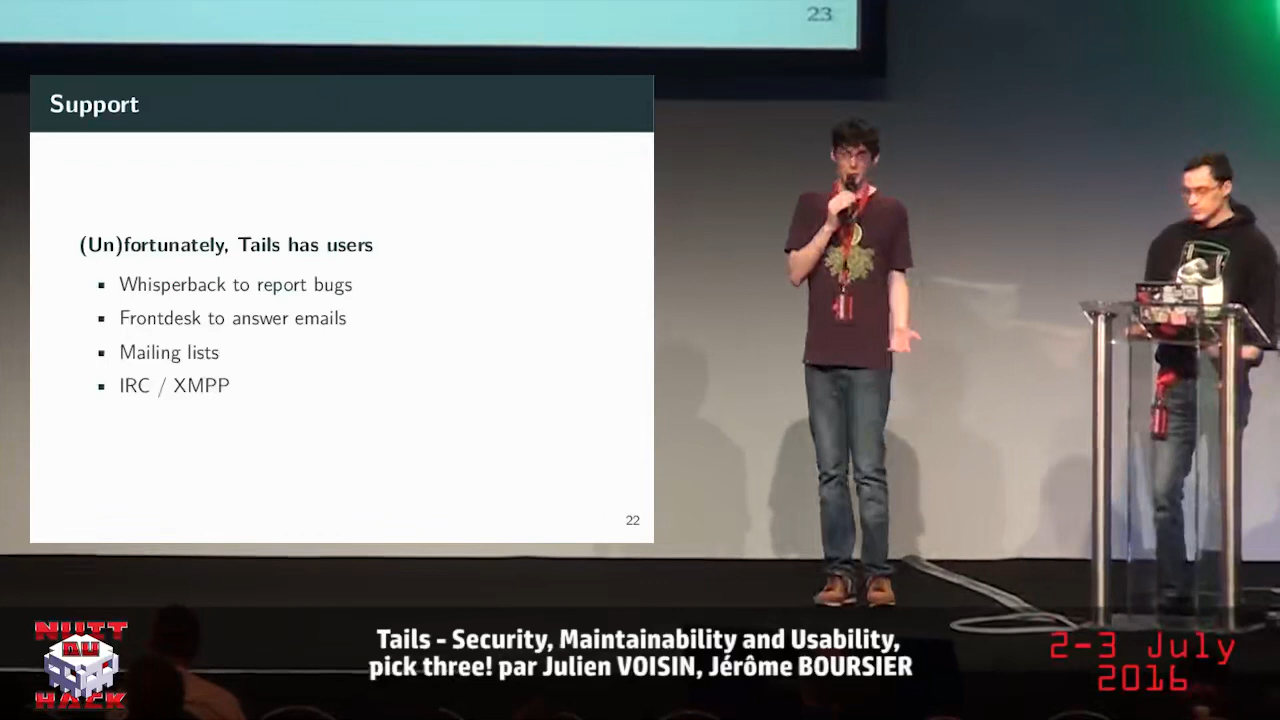 23
Support
(Un)fortunately, Tails has users
Whisperback to report bugs
Frontdesk to answer emails
Mailing lists
IRC / XMPP
22
NUIT
DU
HACK
Tails - Security, Maintainability and Usability,
pick three! par Julien VOISIN, Jérôme BOURSIER
2-3 July
2016